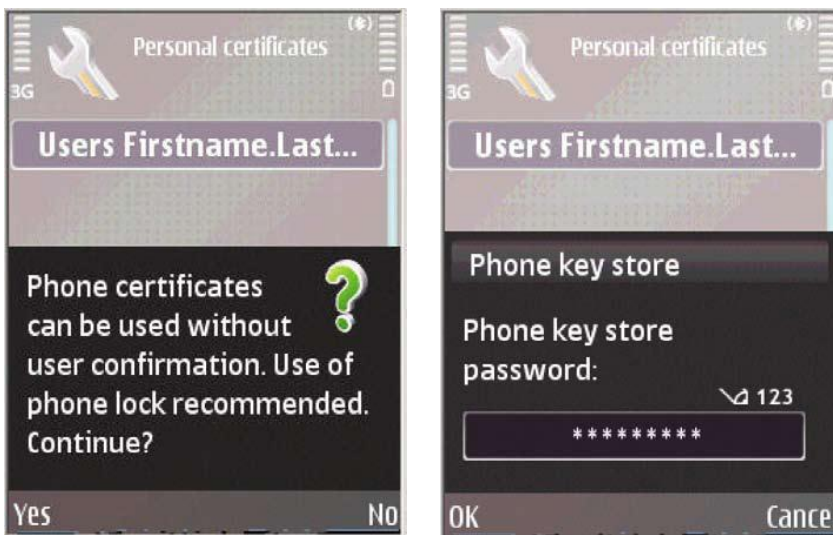 Personal certificates
3G
Users Firstname.Last...
Phone certificates
can be used without
user confirmation. Use of
phone lock recommended.
Continue?
Yes No
Personal certificates
3G
Users Firstname.Last...
Phone key store
Phone key store
password:
123
*********
OK Cance